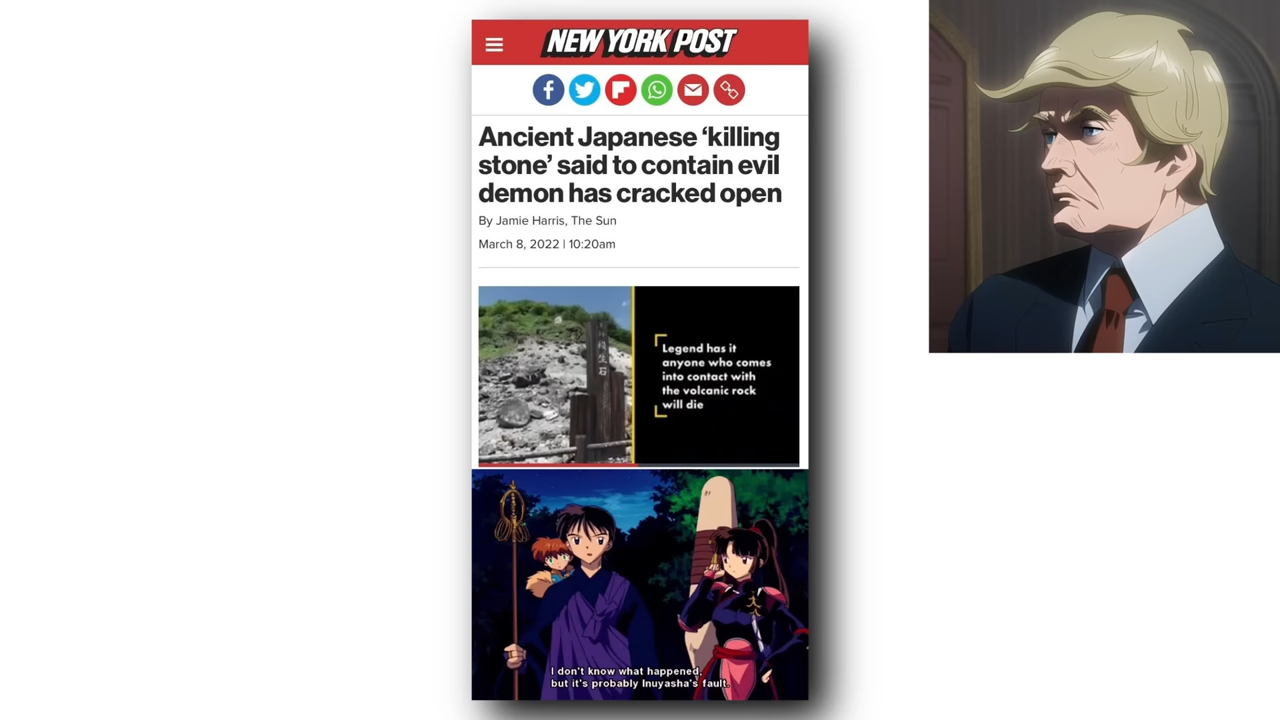 NEW YORK POST
Ancient Japanese ‘killing
stone’ said to contain evil
demon has cracked open
By Jamie Harris, The Sun
March 8, 2022 | 10:20am
Legend has it
anyone who comes
into contact with
the volcanic rock
will die
生石
I don't know what happened,
but it's probably Inuyasha's fault.